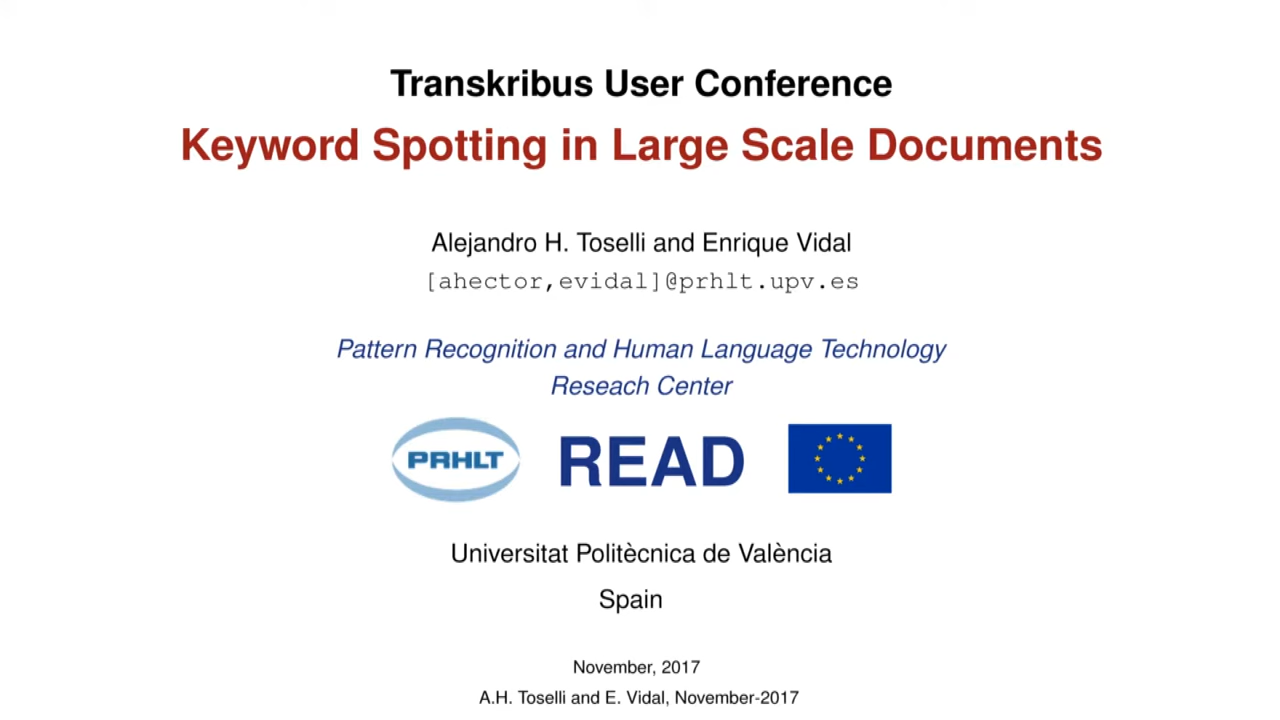 Transkribus User Conference
Keyword Spotting in Large Scale Documents
Alejandro H. Toselli and Enrique Vidal
[ahector,evidal]@prhlt.upv.es
Pattern Recognition and Human Language Technology
Reseach Center
PRHLT READ
Universitat Politècnica de València
Spain
November, 2017
A.H. Toselli and E. Vidal, November-2017